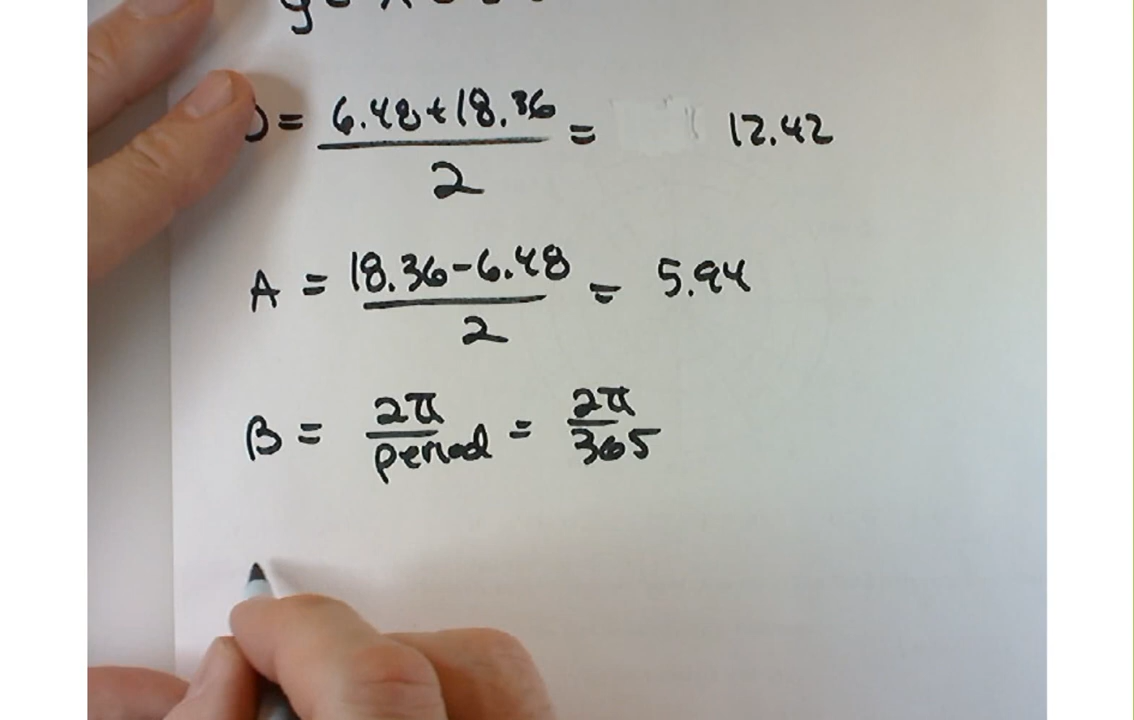 D = 6.48 + 18.36 / 2 = 12.42
A = 18.36 - 6.48 / 2 = 5.94
B = 2π / period = 2π / 365